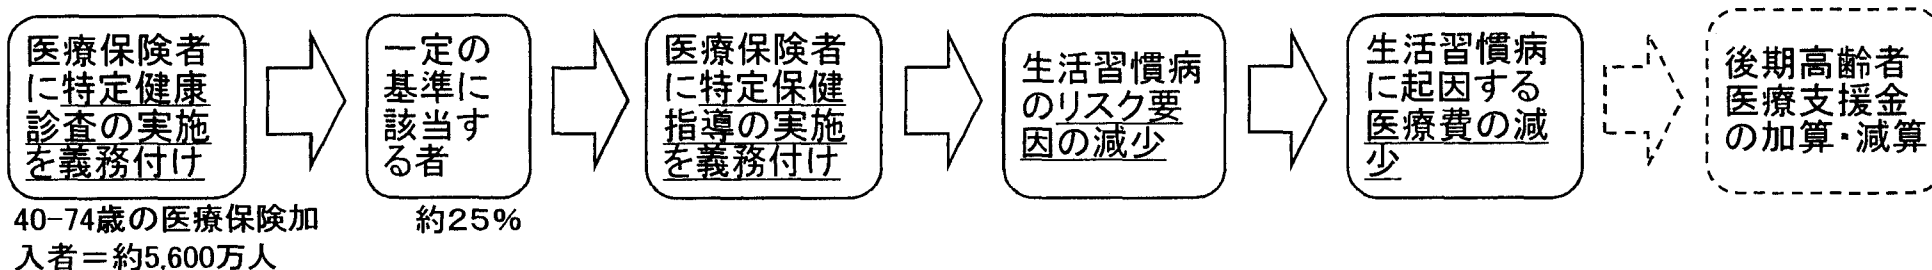 医療保険者
に特定健康
診査の実施
を義務付け
40-74歳の医療保険加
入者=約5,600万人
一定の
基準に
該当す
る者
約25%
医療保険者
に特定保健
指導の実施
を義務付け
生活習慣病
のリスク要
因の減少
生活習慣病
に起因する
医療費の減
少
後期高齢者
医療支援金
の加算・減算